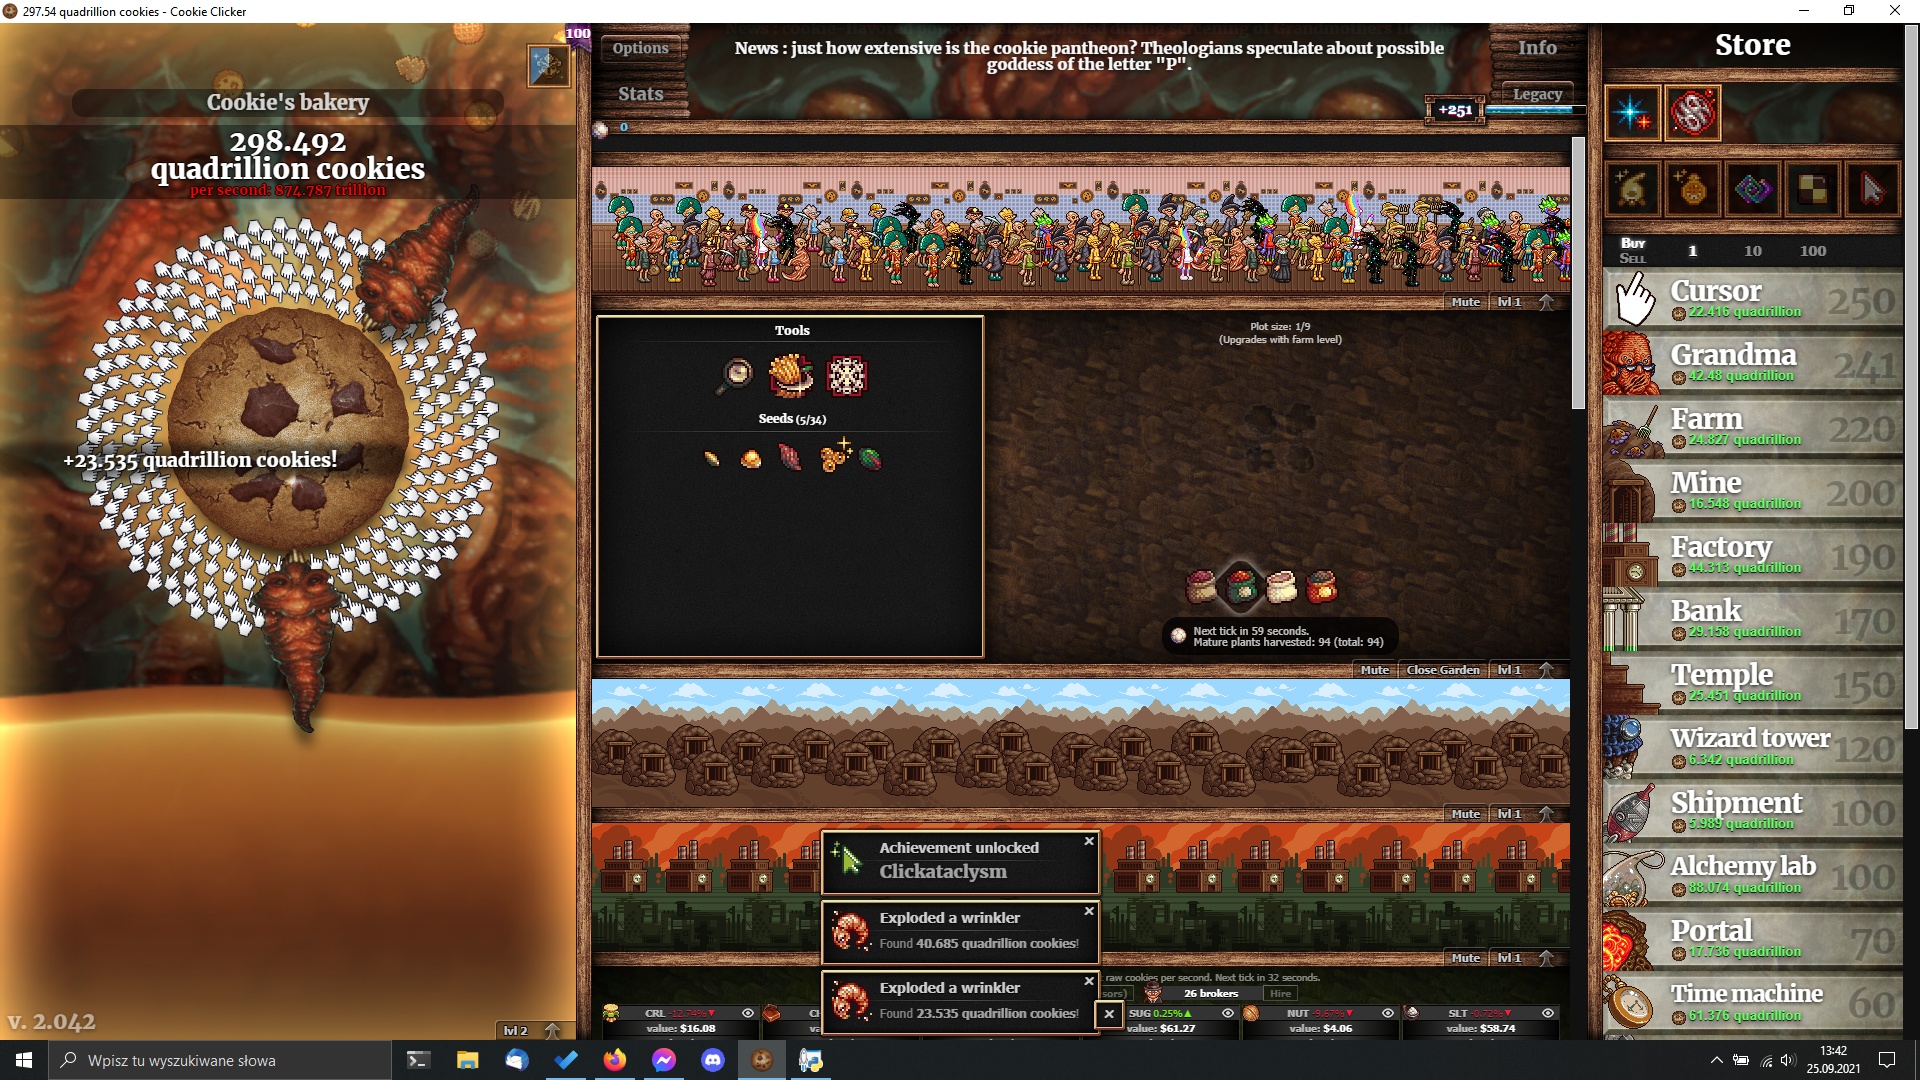 297.54 quadrillion cookies - Cookie Clicker
100
Cookie's bakery
298.492
quadrillion cookies
per second: 874.787 trillion
+23.535 quadrillion cookies!
v. 2.042
lvl 2
Options
Stats
News : just how extensive is the cookie pantheon? Theologians speculate about possible
goddess of the letter "P".
Info
Legacy
+251
0
Mute
lvl 1
Tools
Seeds (5/34)
Plot size: 1/9
(Upgrades with farm level)
Next tick in 59 seconds.
Mature plants harvested: 94 (total: 94)
Mute
Close Garden
lvl 1
Mute
lvl 1
Achievement unlocked
Clickataclysm
Exploded a wrinkler
Found 40.685 quadrillion cookies!
Exploded a wrinkler
Found 23.535 quadrillion cookies!
Mute
lvl 1
raw cookies per second. Next tick in 32 seconds.
26 brokers
Hire
CRL -12.74%▼
value: $16.08
SUG 0.25%▲
value: $61.27
NUT -9.67%▼
value: $4.06
SLT -0.72%▼
value: $58.74
Store
Buy
Sell
1
10
100
Cursor
22.416 quadrillion
250
Grandma
42.48 quadrillion
241
Farm
24.827 quadrillion
220
Mine
16.548 quadrillion
200
Factory
44.313 quadrillion
190
Bank
29.158 quadrillion
170
Temple
25.451 quadrillion
150
Wizard tower
6.342 quadrillion
120
Shipment
5.989 quadrillion
100
Alchemy lab
88.074 quadrillion
100
Portal
17.736 quadrillion
70
Time machine
61.376 quadrillion
60
Wpisz tu wyszukiwane słowa
13:42
25.09.2021